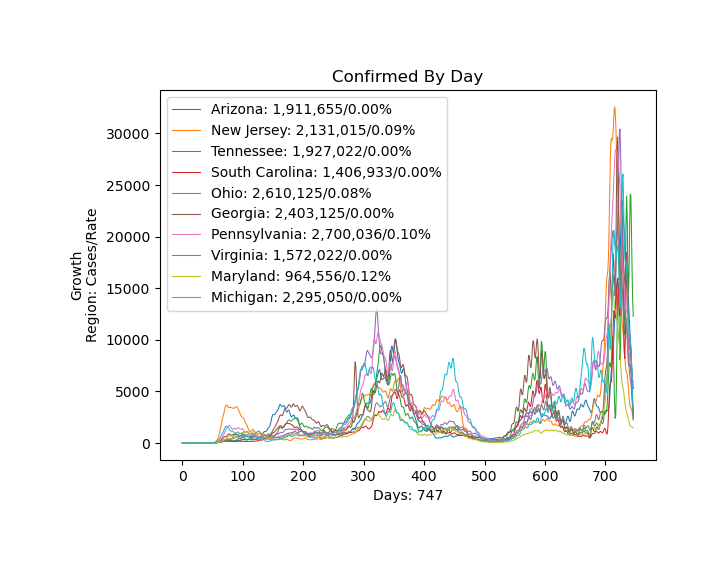 Confirmed By Day
Arizona: 1,911,655/0.00%
New Jersey: 2,131,015/0.09%
Tennessee: 1,927,022/0.00%
South Carolina: 1,406,933/0.00%
Ohio: 2,610,125/0.08%
Georgia: 2,403,125/0.00%
Pennsylvania: 2,700,036/0.10%
Virginia: 1,572,022/0.00%
Maryland: 964,556/0.12%
Michigan: 2,295,050/0.00%
Growth
Region: Cases/Rate
30000
25000
20000
15000
10000
5000
0
0 100 200 300 400 500 600 700
Days: 747